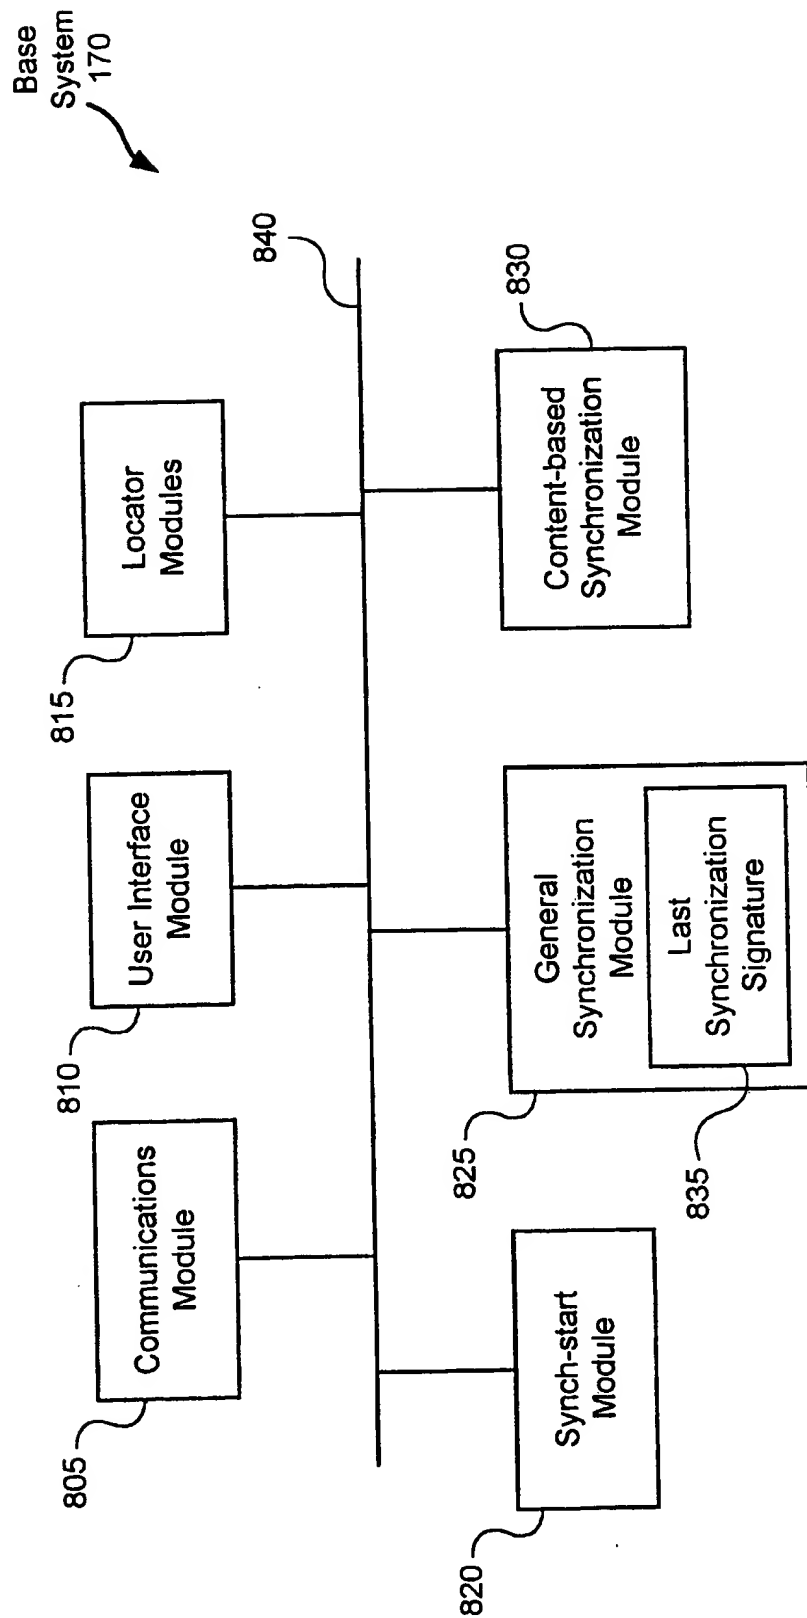 Base
System
170
805
Communications
Module
810
User Interface
Module
815
Locator
Modules
840
820
Synch-start
Module
825
General
Synchronization
Module
835
Last
Synchronization
Signature
830
Content-based
Synchronization
Module